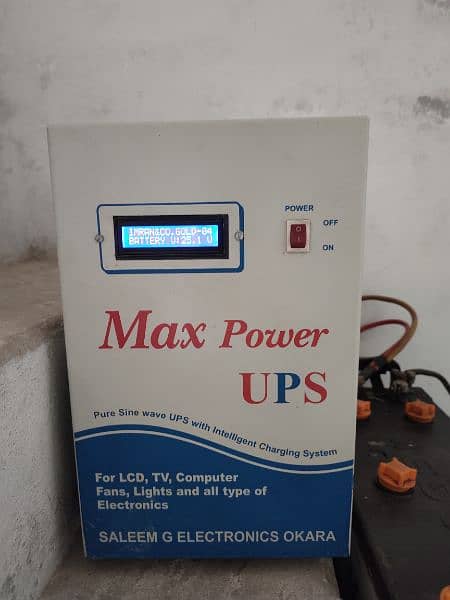 POWER
OFF
ON
IMRAN&CO.GOLD-04
BATTERY V:25.1 V
Max Power
UPS
Pure Sine wave UPS with Intelligent Charging System
For LCD, TV, Computer
Fans, Lights and all type of
Electronics
SALEEM G ELECTRONICS OKARA